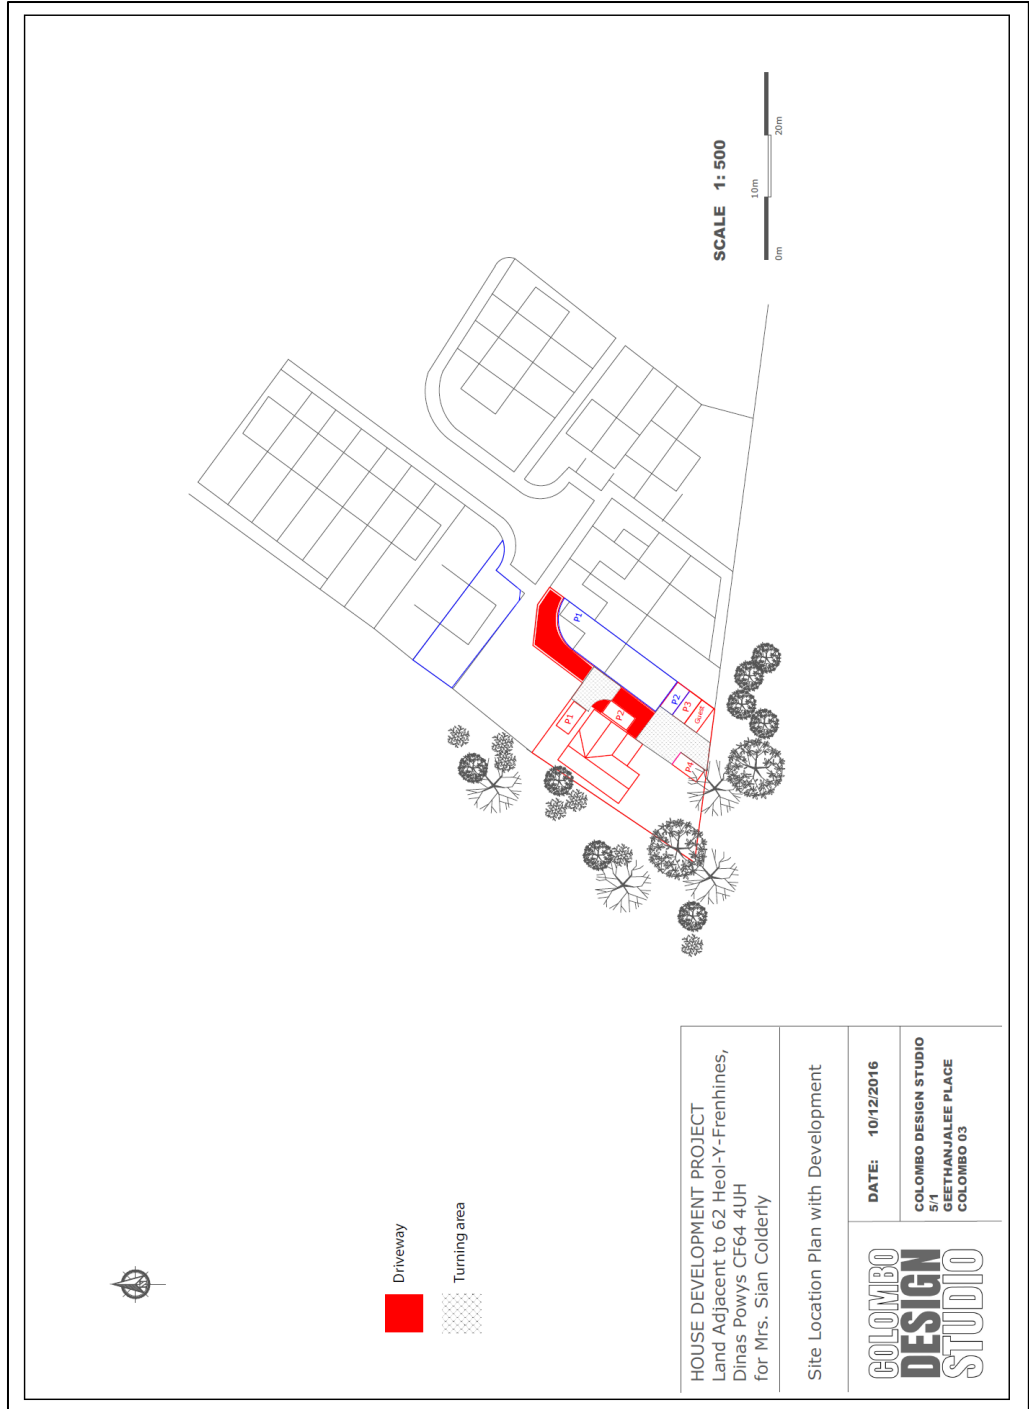 SCALE 1: 500
0m
10m
20m
P1
P2
P1
P2
P2
P3
Guest
P4
Driveway
Turning area
HOUSE DEVELOPMENT PROJECT
Land Adjacent to 62 Heol-Y-Frenhines,
Dinas Powys CF64 4UH
for Mrs. Sian Colderly
Site Location Plan with Development
DATE: 10/12/2016
COLOMBO DESIGN STUDIO
5/1
GEETHANJALEE PLACE
COLOMBO 03
COLOMBO
DESIGN
STUDIO